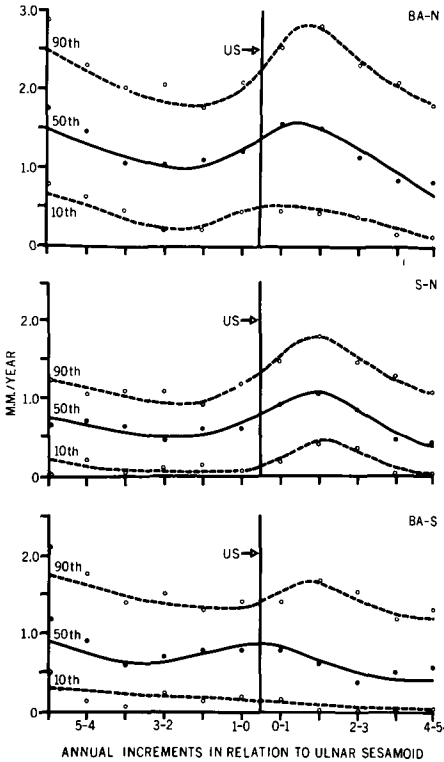 3.0
BA-N
90th
US
2.0
50th
1.0
10th
0
S-N
2.0
US
90th
1.0
50th
10th
0
M.M./YEAR
BA-S
2.0
US
90th
1.0
50th
10th
0
5-4 3-2 1-0 0-1 2-3 4-5
ANNUAL INCREMENTS IN RELATION TO ULNAR SESAMOID